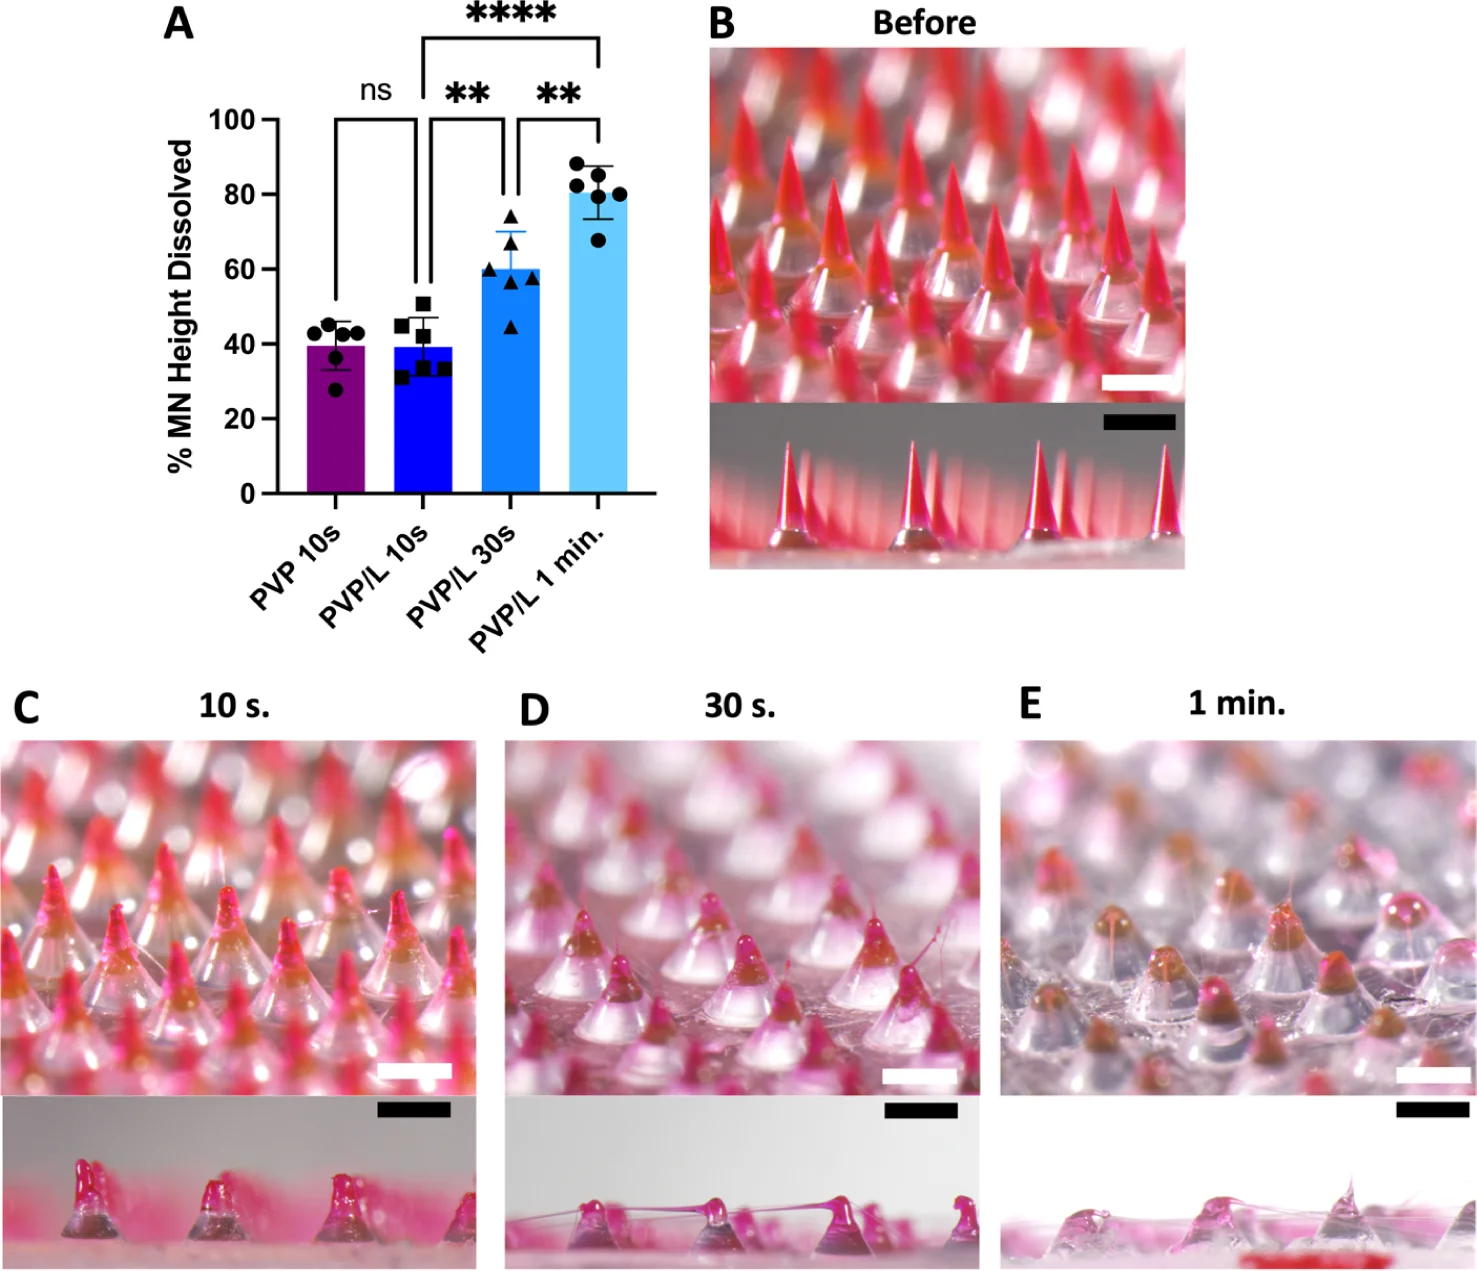 A
****
ns
**
**
% MN Height Dissolved
100
80
60
40
20
0
PVP 10s
PVP/L 10s
PVP/L 30s
PVP/L 1 min.
B
Before
C
10 s.
D
30 s.
E
1 min.